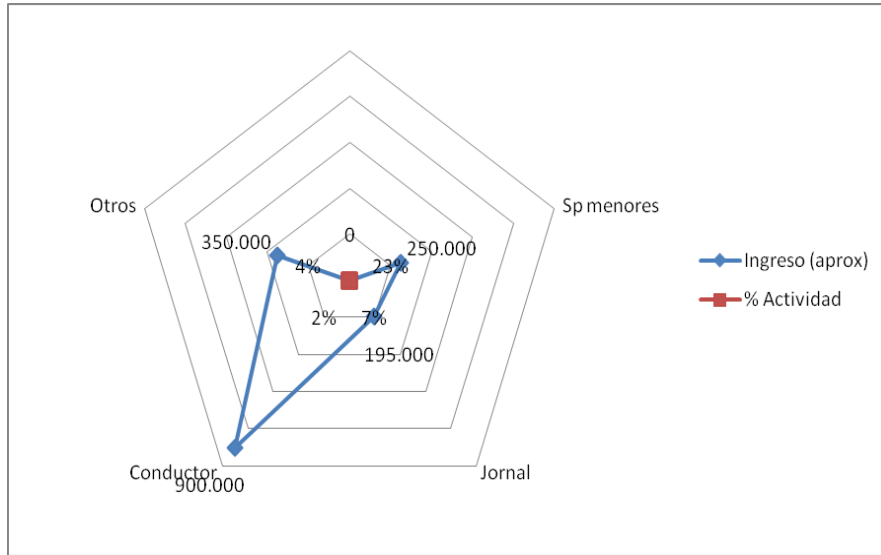 0
Otros
Sp menores
350.000
250.000
4%
23%
Ingreso (aprox)
% Actividad
2%
7%
195.000
Conductor
Jornal
900.000